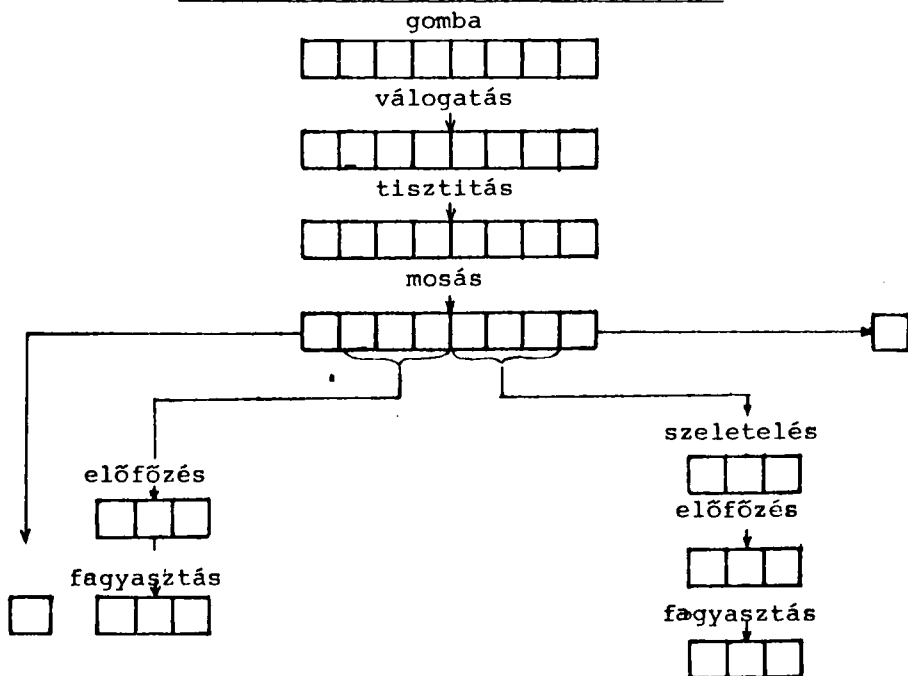 gomba
válogatás
tisztitás
mosás
előfőzés
fagyasztás
szeletelés
előfőzés
fagyasztás